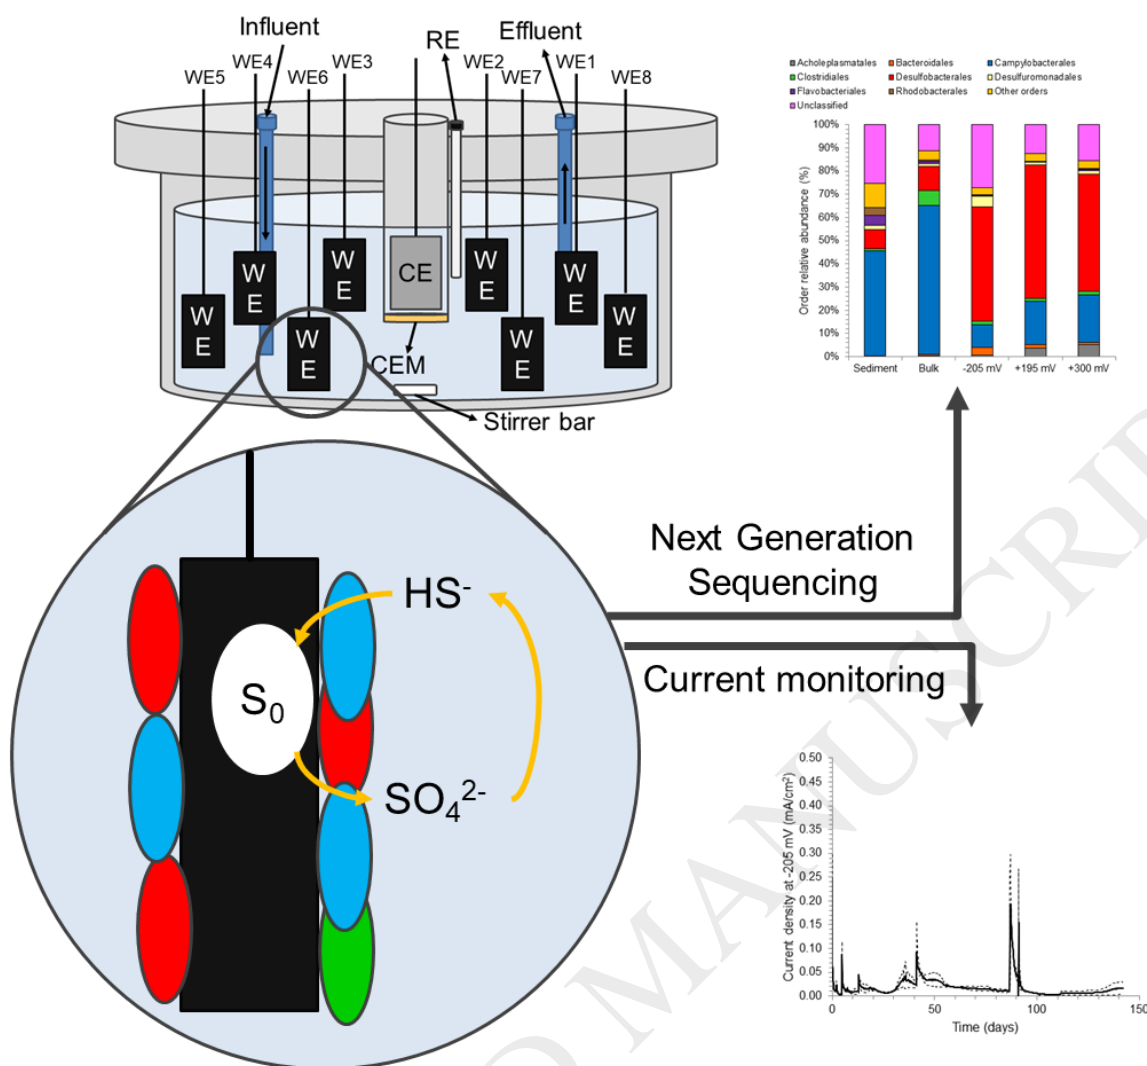 Influent
RE
Effluent
WE5
WE4
WE6
WE3
WE2
WE7
WE1
WE8
W E
W E
W E
W E
CE
W E
W E
W E
W E
CEM
Stirrer bar
Acholeplasmatales
Bacteroidales
Campylobacterales
Clostridiales
Desulfobacterales
Desulfuromonadales
Flavobacteriales
Rhodobacterales
Other orders
Unclassified
Order relative abundance (%)
100%
90%
80%
70%
60%
50%
40%
30%
20%
10%
0%
Sediment
Bulk
-205 mV
+195 mV
+300 mV
HS-
S0
SO42-
Next Generation
Sequencing
Current monitoring
Current density at -205 mV (mA/cm²)
0.50
0.45
0.40
0.35
0.30
0.25
0.20
0.15
0.10
0.05
0.00
0
50
100
150
Time (days)
D MANUSCRIP